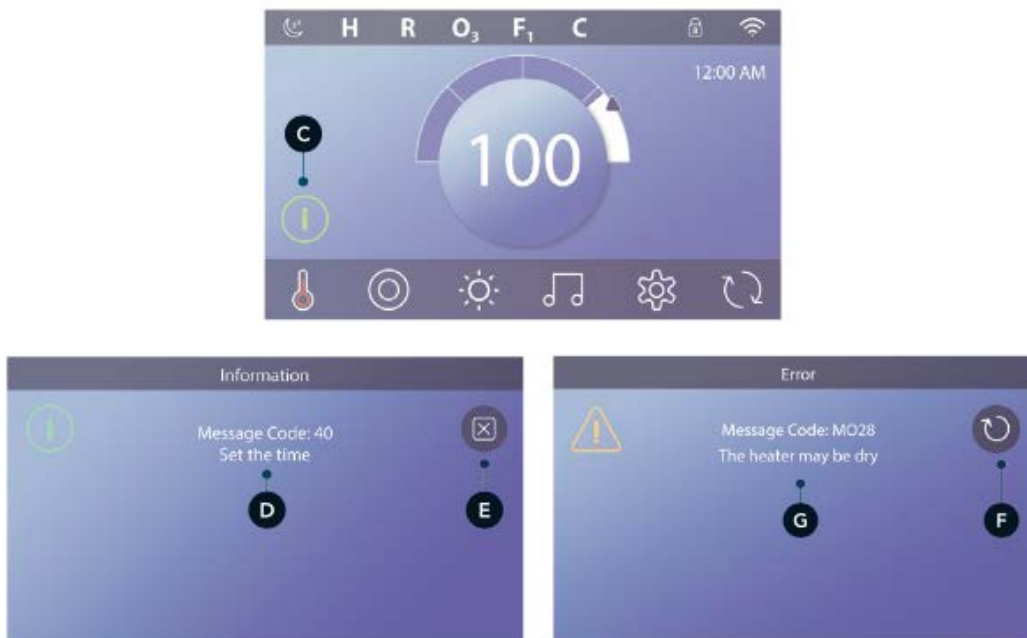 H R O₃ F₁ C
12:00 AM
C
100
Information
Message Code: 40
Set the time
D
E
Error
Message Code: MO28
The heater may be dry
G
F